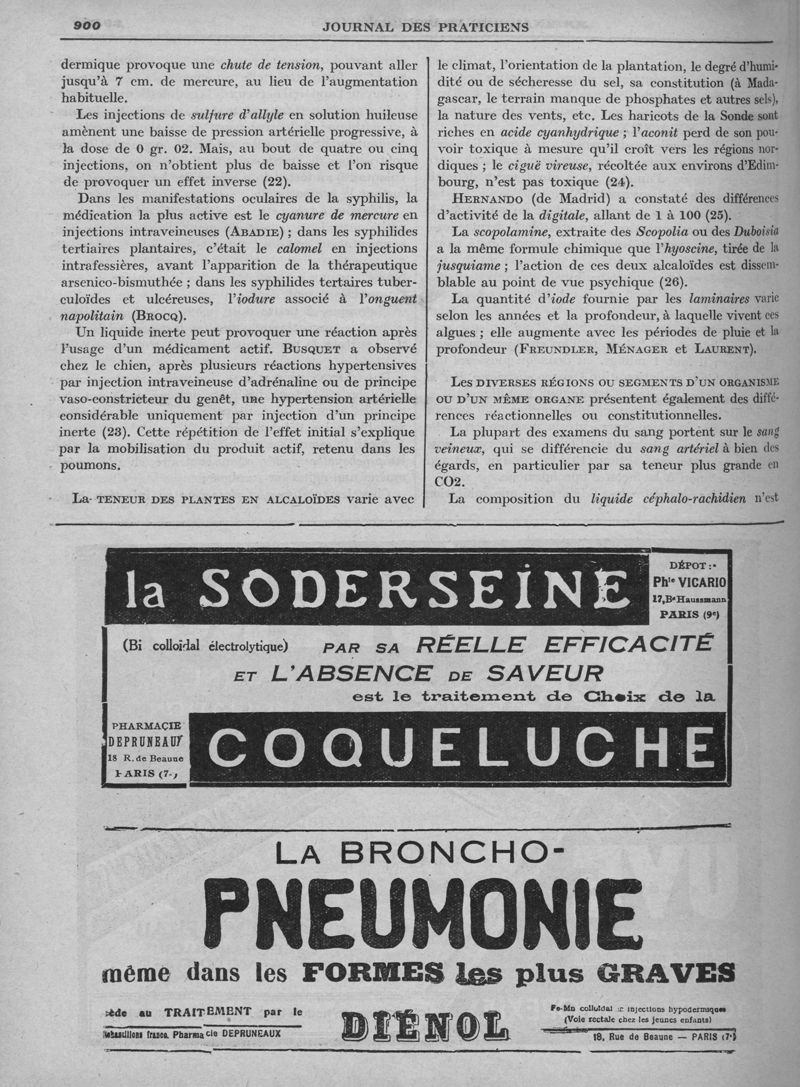 900
JOURNAL DES PRATICIENS
dermique provoque une chute de tension, pouvant aller
jusqu'à 7 cm. de mercure, au lieu de l'augmentation
habituelle.
Les injections de sulfure d'allyle en solution huileuse
amènent une baisse de pression artérielle progressive, à
la dose de 0 gr. 02. Mais, au bout de quatre ou cinq
injections, on n'obtient plus de baisse et l'on risque
de provoquer un effet inverse (22).
Dans les manifestations oculaires de la syphilis, la
médication la plus active est le cyanure de mercure en
injections intraveineuses (ABADIE) ; dans les syphilides
tertiaires plantaires, c'était le calomel en injections
intrafessières, avant l'apparition de la thérapeutique
arsenico-bismuthée ; dans les syphilides tertaires tuber-
culoïdes et ulcéreuses, l'iodure associé à l'onguent
napolitain (BROCQ).
Un liquide inerte peut provoquer une réaction après
l'usage d'un médicament actif. BUSQUET a observé
chez le chien, après plusieurs réactions hypertensives
par injection intraveineuse d'adrénaline ou de principe
vaso-constricteur du genêt, une hypertension artérielle
considérable uniquement par injection d'un principe
inerte (23). Cette répétition de l'effet initial s'explique
par la mobilisation du produit actif, retenu dans les
poumons.
La TENEUR DES PLANTES EN ALCALOÏDES varie avec
le climat, l'orientation de la plantation, le degré d'humi-
dité ou de sécheresse du sel, sa constitution (à Mada-
gascar, le terrain manque de phosphates et autres sels),
la nature des vents, etc. Les haricots de la Sonde sont
riches en acide cyanhydrique ; l'aconit perd de son pou-
voir toxique à mesure qu'il croît vers les régions nor-
diques ; le ciguë vireuse, récoltée aux environs d'Edim-
bourg, n'est pas toxique (24).
HERNANDO (de Madrid) a constaté des différences
d'activité de la digitale, allant de 1 à 100 (25).
La scopolamine, extraite des Scopolia ou des Duboisia
a la même formule chimique que l'hyoscine, tirée de la
jusquiame ; l'action de ces deux alcaloïdes est dissem-
blable au point de vue psychique (26).
La quantité d'iode fournie par les laminaires varie
selon les années et la profondeur, à laquelle vivent ces
algues ; elle augmente avec les périodes de pluie et la
profondeur (FREUNDLER, MÉNAGER et LAURENT).
LES DIVERSES RÉGIONS OU SEGMENTS D'UN ORGANISME
OU D'UN MÊME ORGANE présentent également des diffé-
rences réactionnelles ou constitutionnelles.
La plupart des examens du sang portent sur le sang
veineux, qui se différencie du sang artériel à bien des
égards, en particulier par sa teneur plus grande en
CO2.
La composition du liquide céphalo-rachidien n'est
la SODERSEINE
DÉPOT :
Phie VICARIO
17, Bd Haussmann
PARIS (9e)
(Bi colloïdal électrolytique) PAR SA RÉELLE EFFICACITÉ
ET L'ABSENCE DE SAVEUR
est le traitement de Choix de la
PHARMACIE
DEPRUNEAUX
18 R. de Beaune
PARIS (7e)
COQUELUCHE
LA BRONCHO-
PNEUMONIE
même dans les FORMES les plus GRAVES
cède au TRAITEMENT par le
DIÉNOL
Fe-Mn colloïdal : injections hypodermiques
(Voie rectale chez les jeunes enfants)
Échantillons franco. Pharmacie DEPRUNEAUX
18, Rue de Beaune — PARIS (7e)